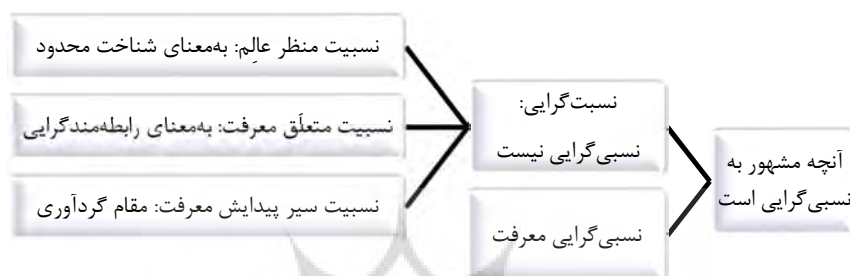 آنچه مشهور به
نسبی‌گرایی است
نسبت‌گرایی:
نسبی‌گرایی نیست
نسبی‌گرایی معرفت
نسبیت منظر عالِم: به‌معنای شناخت محدود
نسبیت متعلَق معرفت: به‌معنای رابطه‌مندگرایی
نسبیت سیر پیدایش معرفت: مقام گردآوری